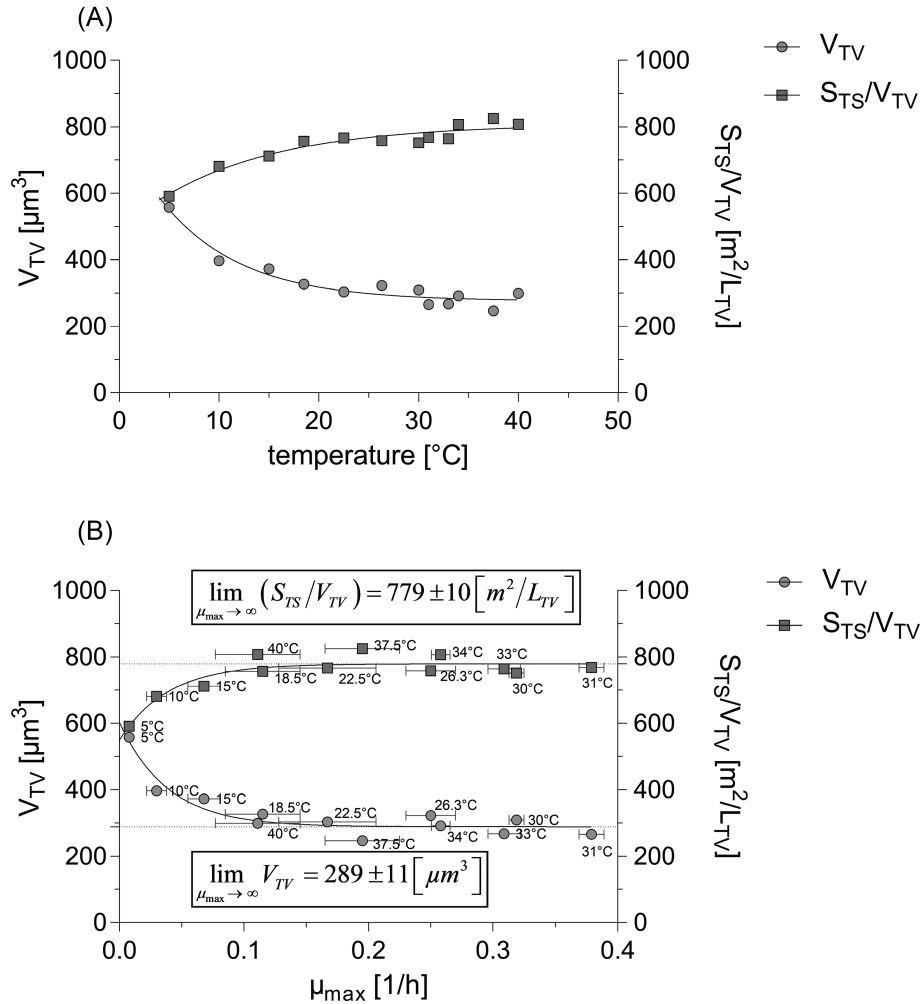 (A)
V_TV
S_TS/V_TV
1000
800
600
400
200
0
V_TV [µm³]
1000
800
600
400
200
0
S_TS/V_TV [m²/L_TV]
0 10 20 30 40 50
temperature [°C]
(B)
V_TV
S_TS/V_TV
1000
800
600
400
200
0
V_TV [µm³]
1000
800
600
400
200
0
S_TS/V_TV [m²/L_TV]
lim_{µmax→∞} (S_TS/V_TV) = 779 ±10 [m²/L_TV]
40°C 37.5°C 34°C 33°C
5°C 10°C 15°C 18.5°C 22.5°C 26.3°C 30°C 31°C
5°C 10°C 15°C 18.5°C 22.5°C 26.3°C 30°C
40°C 37.5°C 34°C 33°C 31°C
lim_{µmax→∞} V_TV = 289 ±11 [µm³]
0.0 0.1 0.2 0.3 0.4
µ_max [1/h]